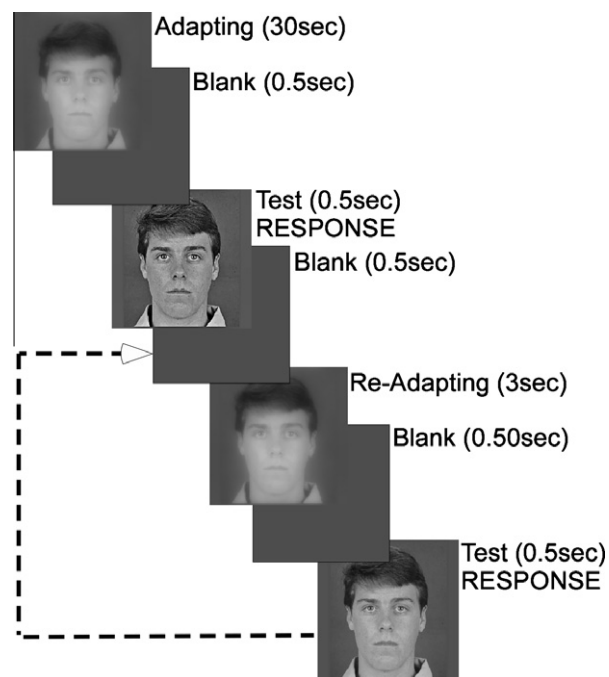 Adapting (30sec)
Blank (0.5sec)
Test (0.5sec)
RESPONSE
Blank (0.5sec)
Re-Adapting (3sec)
Blank (0.50sec)
Test (0.5sec)
RESPONSE